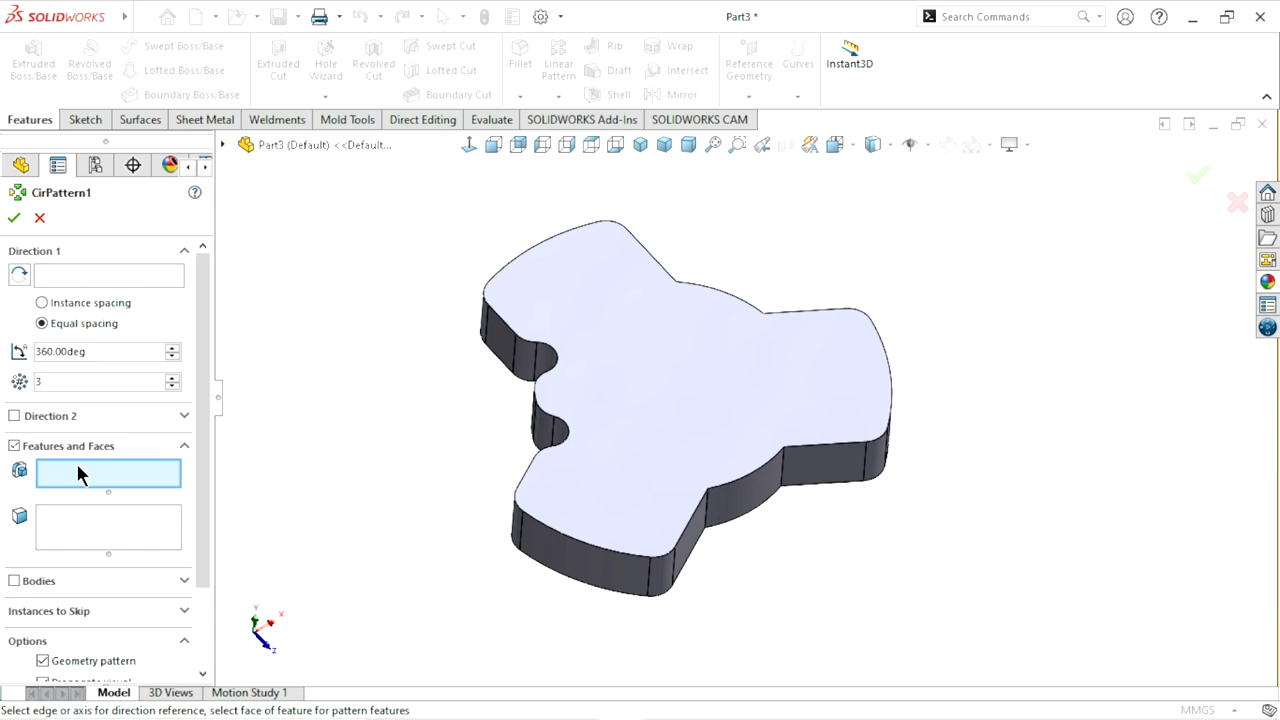 SOLIDWORKS
Part3 *
Search Commands
Extruded Boss/Base
Revolved Boss/Base
Swept Boss/Base
Lofted Boss/Base
Boundary Boss/Base
Extruded Cut
Hole Wizard
Revolved Cut
Swept Cut
Lofted Cut
Boundary Cut
Fillet
Linear Pattern
Rib
Draft
Shell
Wrap
Intersect
Mirror
Reference Geometry
Curves
Instant3D
Features Sketch Surfaces Sheet Metal Weldments Mold Tools Direct Editing Evaluate SOLIDWORKS Add-Ins SOLIDWORKS CAM
Part3 (Default) <<Default...
CirPattern1
Direction 1
Instance spacing
Equal spacing
360.00deg
3
Direction 2
Features and Faces
Bodies
Instances to Skip
Options
Geometry pattern
Propagate visual
Y
X
Z
Model 3D Views Motion Study 1
Select edge or axis for direction reference, select face of feature for pattern features
MMGS